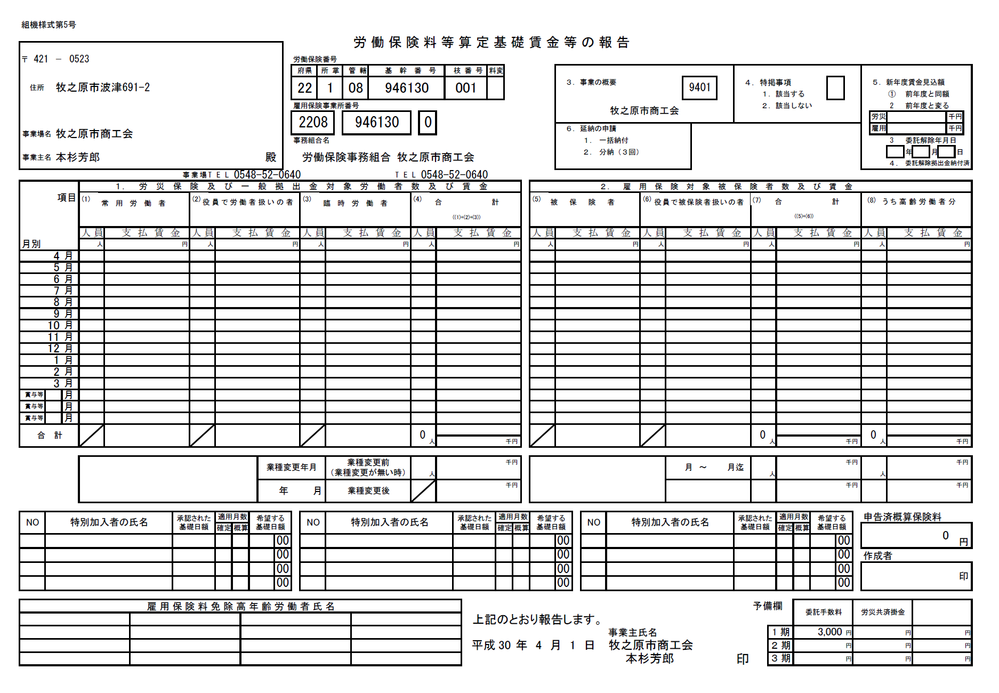 組機様式第5号
労働保険料等算定基礎賃金等の報告
〒 421 － 0523
住所 牧之原市波津691-2
事業場名 牧之原市商工会
事業主名 本杉芳郎 殿
労働保険番号
府県 所掌 管轄 基幹番号 枝番号 料変
22 1 08 946130 001
雇用保険事業所番号
2208 946130 0
事務組合名
労働保険事務組合 牧之原市商工会
事業場TEL 0548-52-0640 TEL 0548-52-0640
3. 事業の概要 9401
牧之原市商工会
4. 特掲事項
1. 該当する
2. 該当しない
5. 新年度賃金見込額
① 前年度と同額
2 前年度と変る
労災 千円
雇用 千円
3 委託解除年月日
年 月 日
4. 委託解除拠出金納付済
6. 延納の申請
1. 一括納付
2. 分納（３回）
項目
月別
1. 労災保険及び一般拠出金対象労働者数及び賃金
2. 雇用保険対象被保険者数及び賃金
(1) 常用労働者 (2) 役員で労働者扱いの者 (3) 臨時労働者 (4) 合計 ((1)+(2)+(3))
(5) 被保険者 (6) 役員で被保険者扱いの者 (7) 合計 ((5)+(6)) (8) うち高齢労働者分
人員 支払賃金 人員 支払賃金 人員 支払賃金 人員 支払賃金 人員 支払賃金 人員 支払賃金 人員 支払賃金 人員 支払賃金
人 円 人 円 人 円 人 円 人 円 人 円 人 円 人 円
4 月
5 月
6 月
7 月
8 月
9 月
10 月
11 月
12 月
1 月
2 月
3 月
賞与等 月
賞与等 月
賞与等 月
合計 0 人 千円 0 人 千円 0 人 千円
業種変更年月 業種変更前 （業種変更が無い時） 人 千円
年 月 業種変更後 千円
月 ～ 月迄 人 千円 人 千円
千円 千円
NO 特別加入者の氏名 承認された基礎日額 適用月数 確定 概算 希望する基礎日額
00
00
00
00
NO 特別加入者の氏名 承認された基礎日額 適用月数 確定 概算 希望する基礎日額
00
00
00
00
NO 特別加入者の氏名 承認された基礎日額 適用月数 確定 概算 希望する基礎日額
00
00
00
00
申告済概算保険料
0 円
作成者
印
雇用保険料免除高年齢労働者氏名
上記のとおり報告します。
事業主氏名
平成 30 年 4 月 1 日 牧之原市商工会
本杉芳郎 印
予備欄
委託手数料 労災共済掛金
1 期 3,000 円 円 円
2 期 円 円 円
3 期 円 円 円